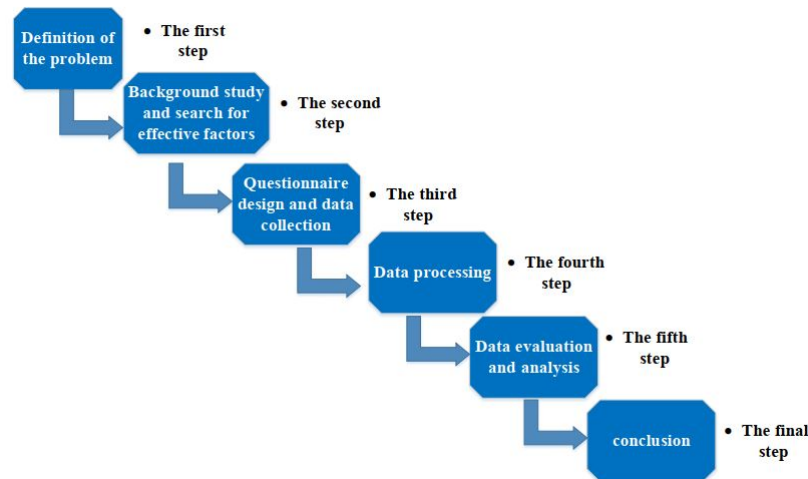 Definition of
the problem
• The first
step
Background study
and search for
effective factors
• The second
step
Questionnaire
design and data
collection
• The third
step
Data processing
• The fourth
step
Data evaluation
and analysis
• The fifth
step
conclusion
• The final
step